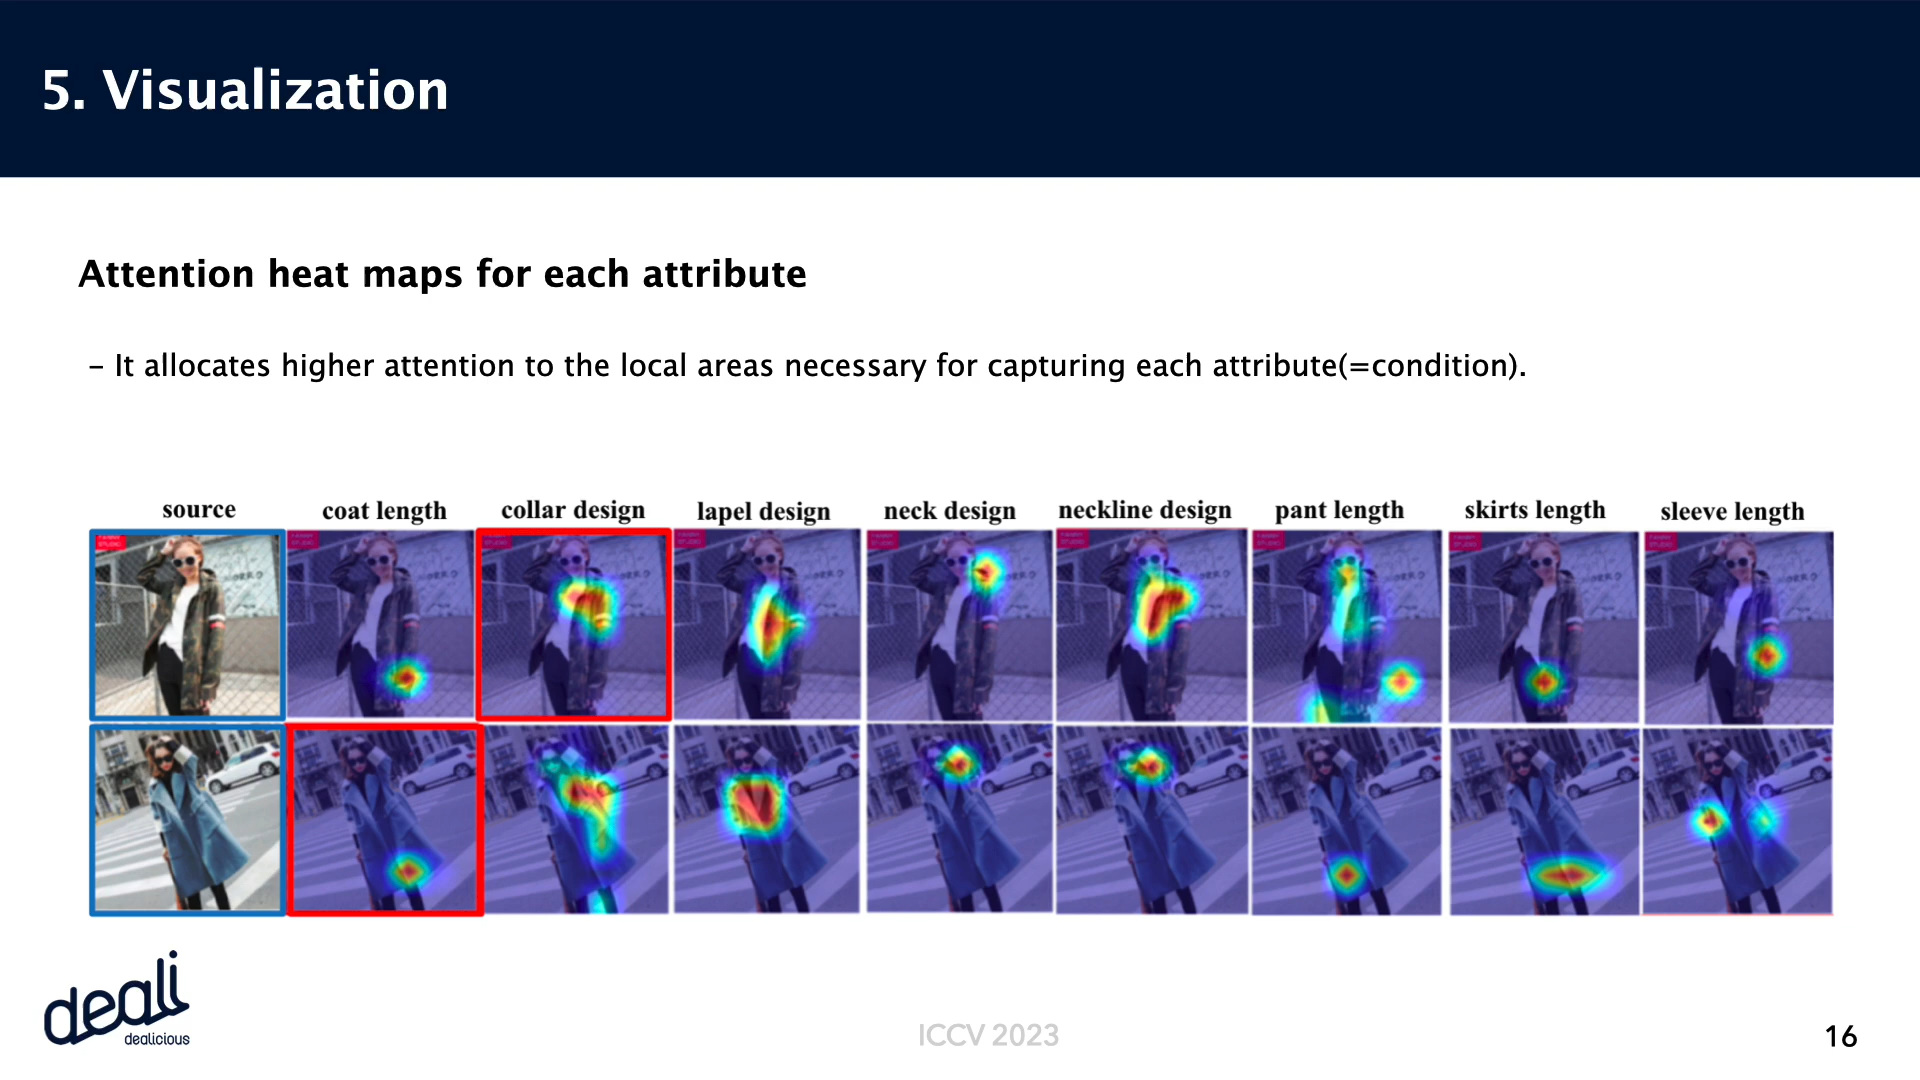 5. Visualization
Attention heat maps for each attribute
– It allocates higher attention to the local areas necessary for capturing each attribute(=condition).
source coat length collar design lapel design neck design neckline design pant length skirts length sleeve length
deali
dealicious
ICCV 2023
16